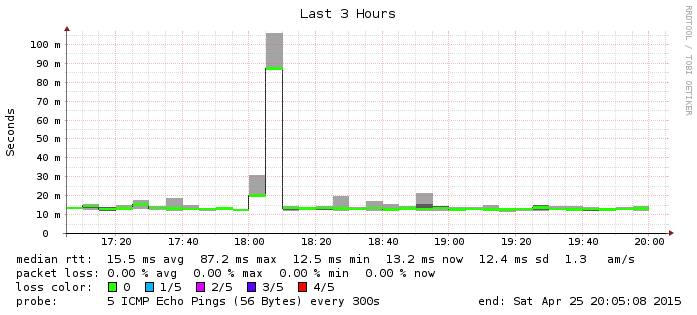 Last 3 Hours
RRDTOOL / TOBI OETIKER
Seconds
100 m
90 m
80 m
70 m
60 m
50 m
40 m
30 m
20 m
10 m
0
17:20 17:40 18:00 18:20 18:40 19:00 19:20 19:40 20:00
median rtt: 15.5 ms avg 87.2 ms max 12.5 ms min 13.2 ms now 12.4 ms sd 1.3 am/s
packet loss: 0.00 % avg 0.00 % max 0.00 % min 0.00 % now
loss color: 0 1/5 2/5 3/5 4/5
probe: 5 ICMP Echo Pings (56 Bytes) every 300s end: Sat Apr 25 20:05:08 2015